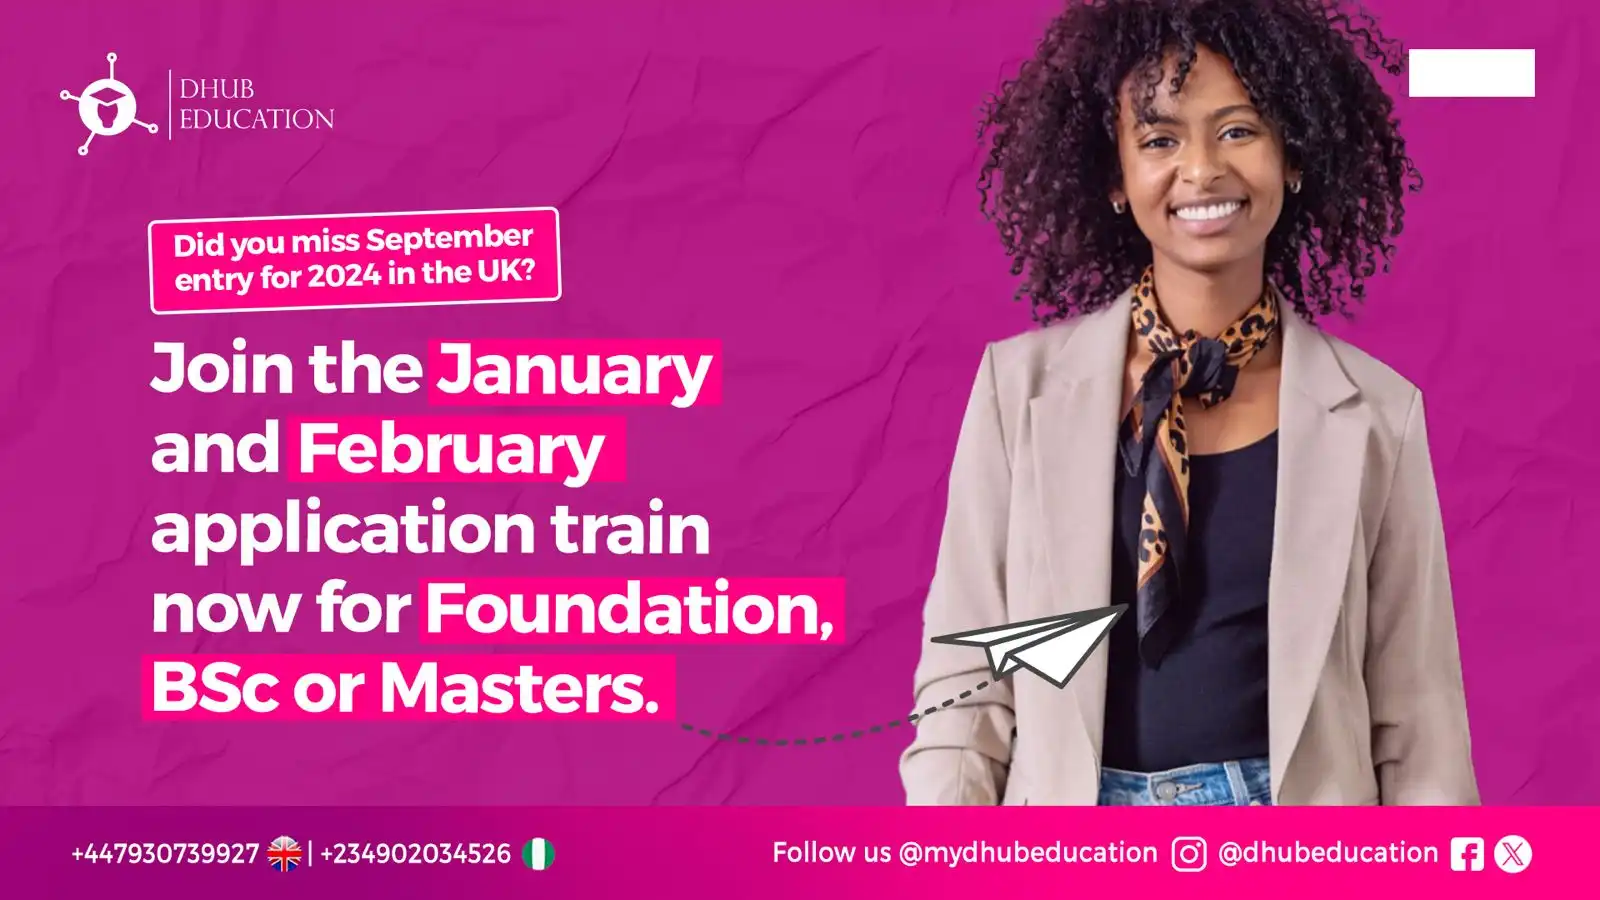 DHUB
EDUCATION
Did you miss September
entry for 2024 in the UK?
Join the January
and February
application train
now for Foundation,
BSc or Masters.
+447930739927 | +234902034526
Follow us @mydhubeducation @dhubeducation